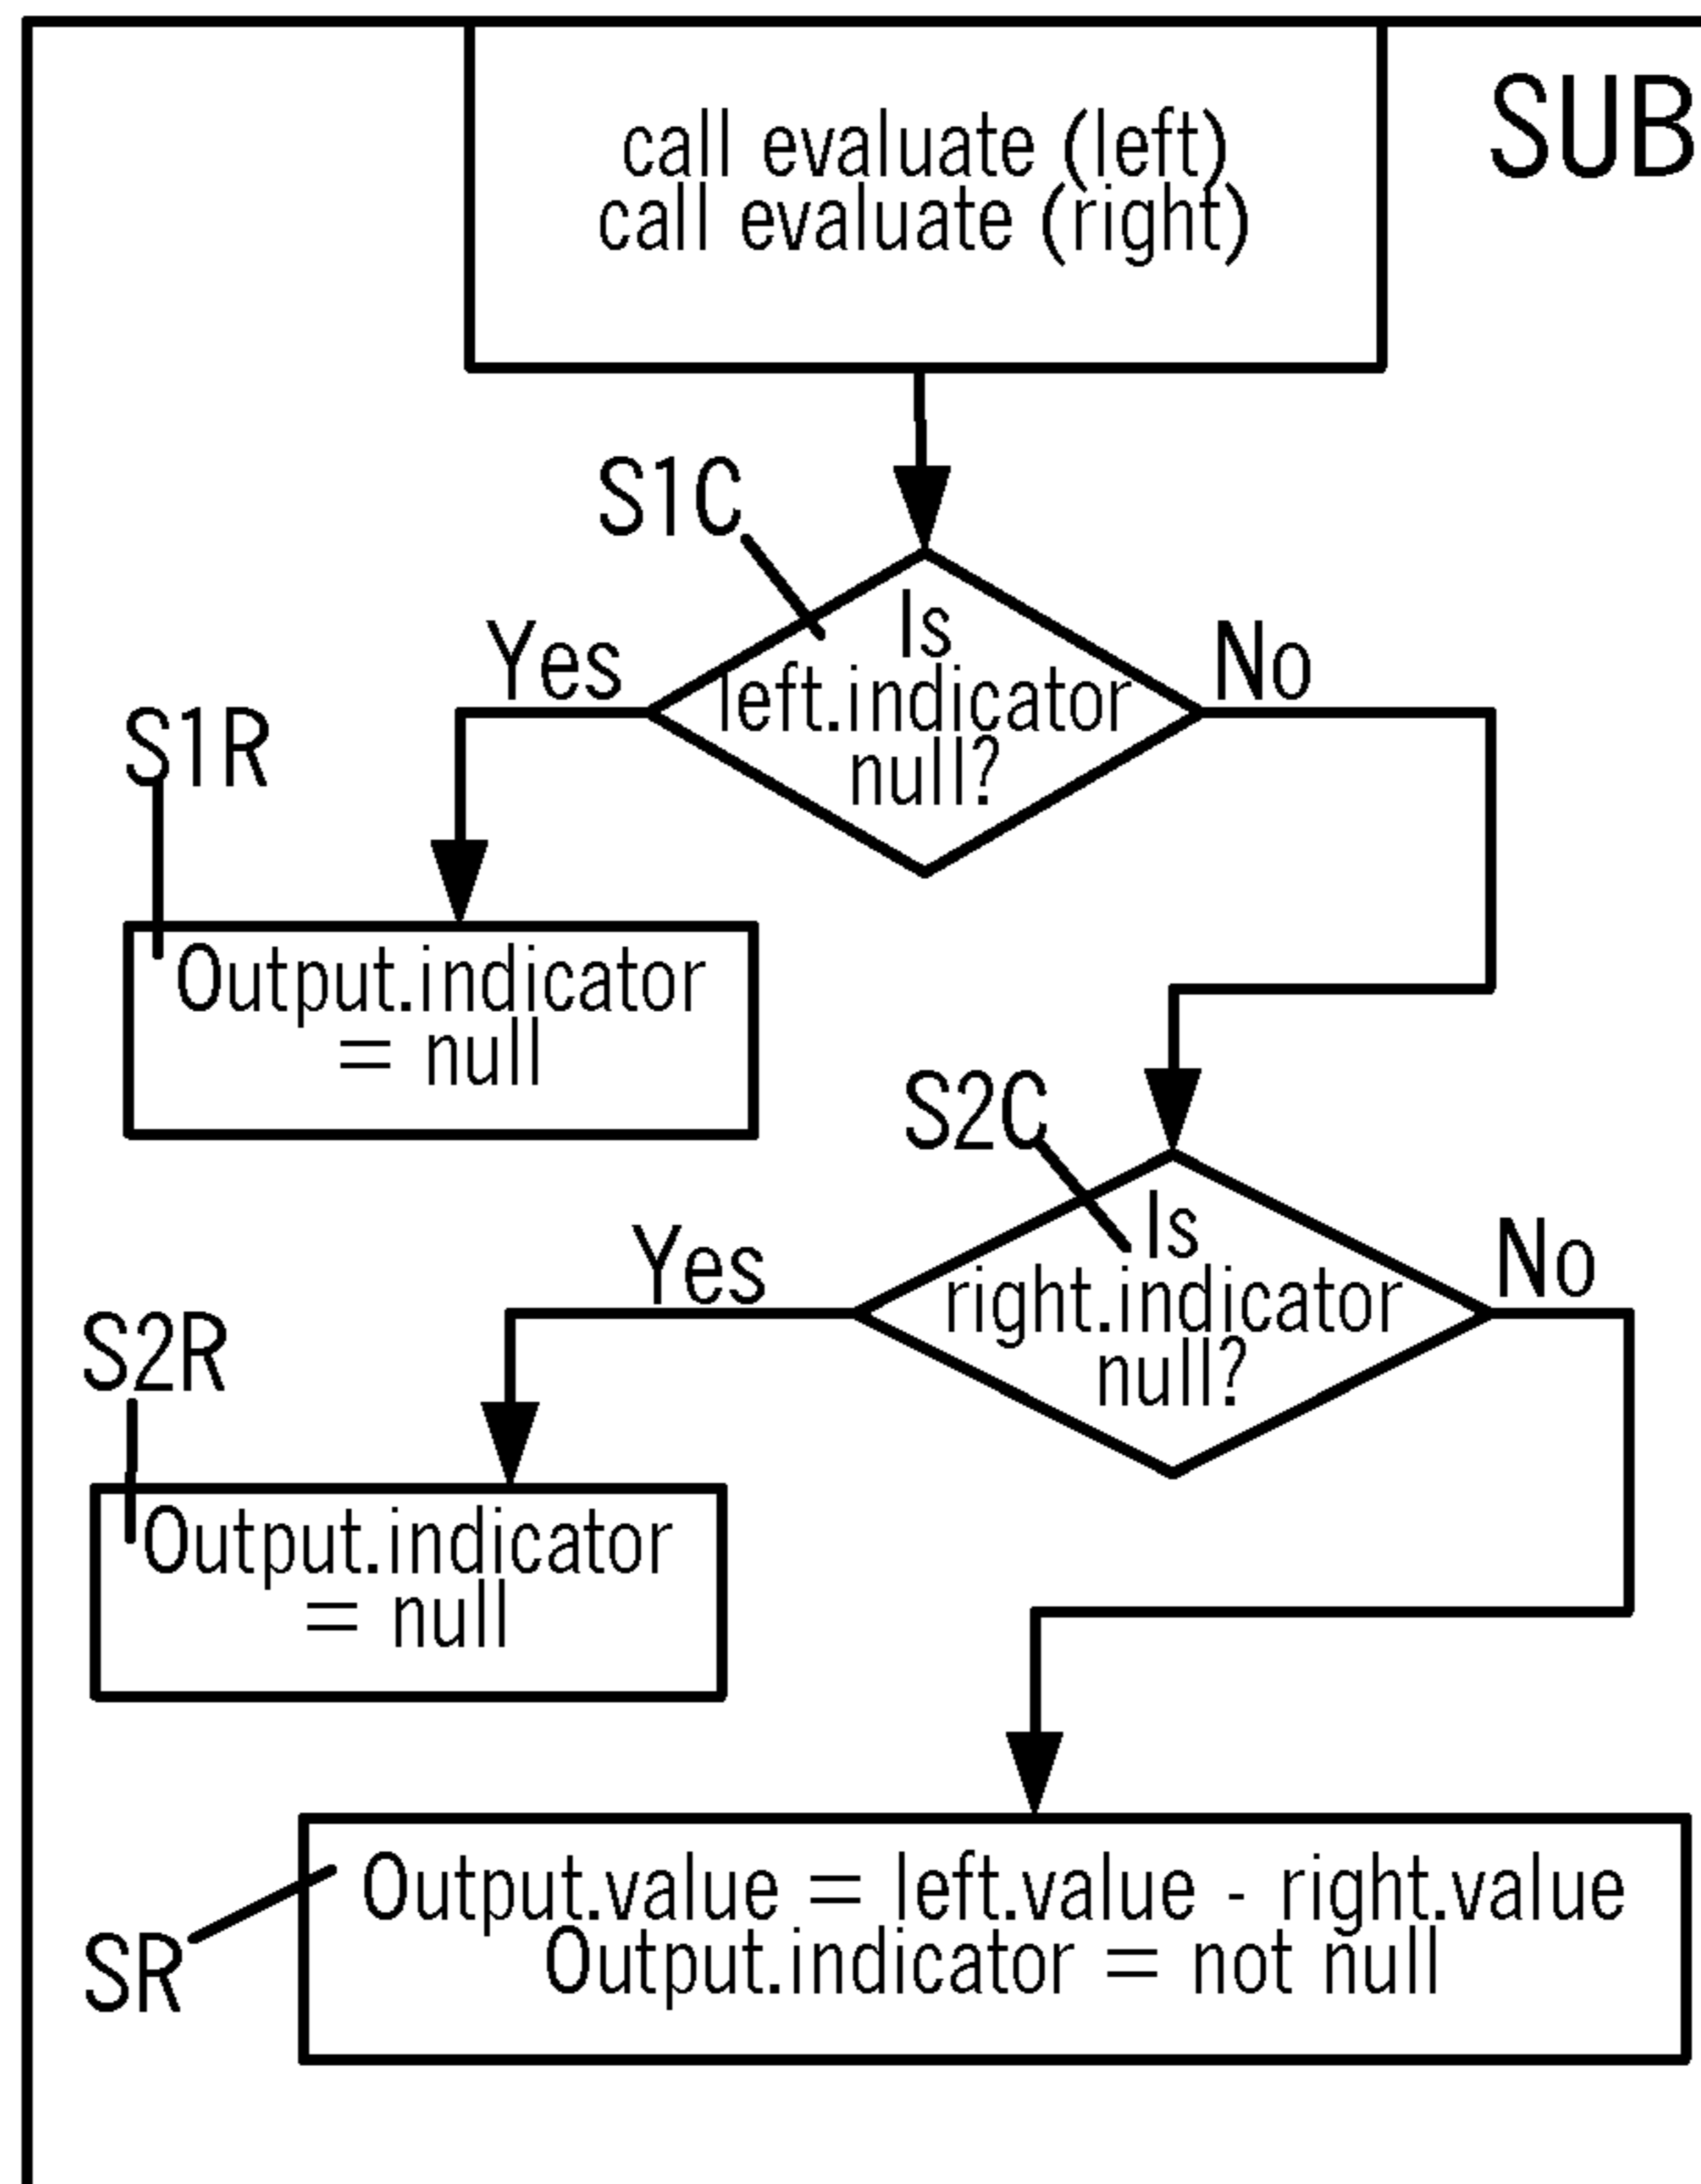 call evaluate (left)
call evaluate (right)
SUB
S1C
Is
left.indicator
null?
Yes
No
S1R
Output.indicator
= null
S2C
Is
right.indicator
null?
Yes
No
S2R
Output.indicator
= null
SR
Output.value = left.value - right.value
Output.indicator = not null